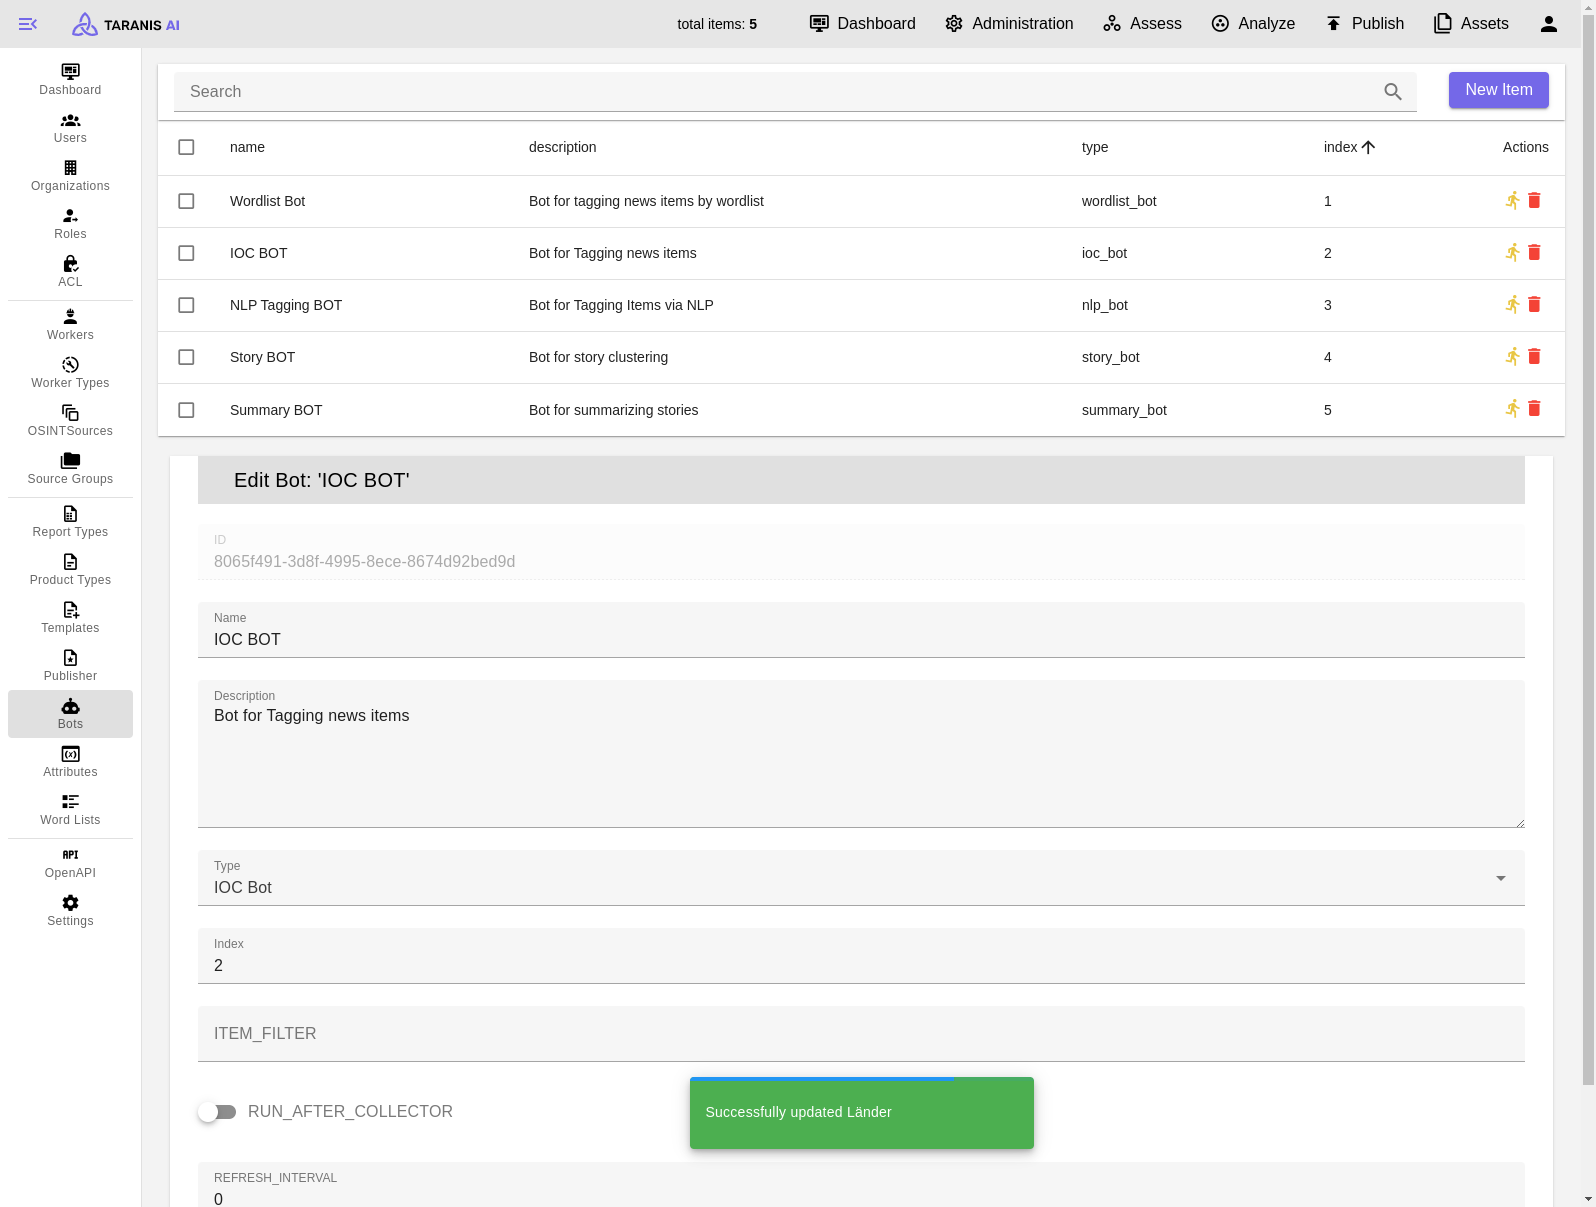 TARANIS AI
total items: 5
Dashboard
Administration
Assess
Analyze
Publish
Assets
Dashboard
Users
Organizations
Roles
ACL
Workers
Worker Types
OSINTSources
Source Groups
Report Types
Product Types
Templates
Publisher
Bots
Attributes
Word Lists
API
OpenAPI
Settings
Search
New Item
name description type index Actions
Wordlist Bot Bot for tagging news items by wordlist wordlist_bot 1
IOC BOT Bot for Tagging news items ioc_bot 2
NLP Tagging BOT Bot for Tagging Items via NLP nlp_bot 3
Story BOT Bot for story clustering story_bot 4
Summary BOT Bot for summarizing stories summary_bot 5
Edit Bot: 'IOC BOT'
ID
8065f491-3d8f-4995-8ece-8674d92bed9d
Name
IOC BOT
Description
Bot for Tagging news items
Type
IOC Bot
Index
2
ITEM_FILTER
RUN_AFTER_COLLECTOR
Successfully updated Länder
REFRESH_INTERVAL
0